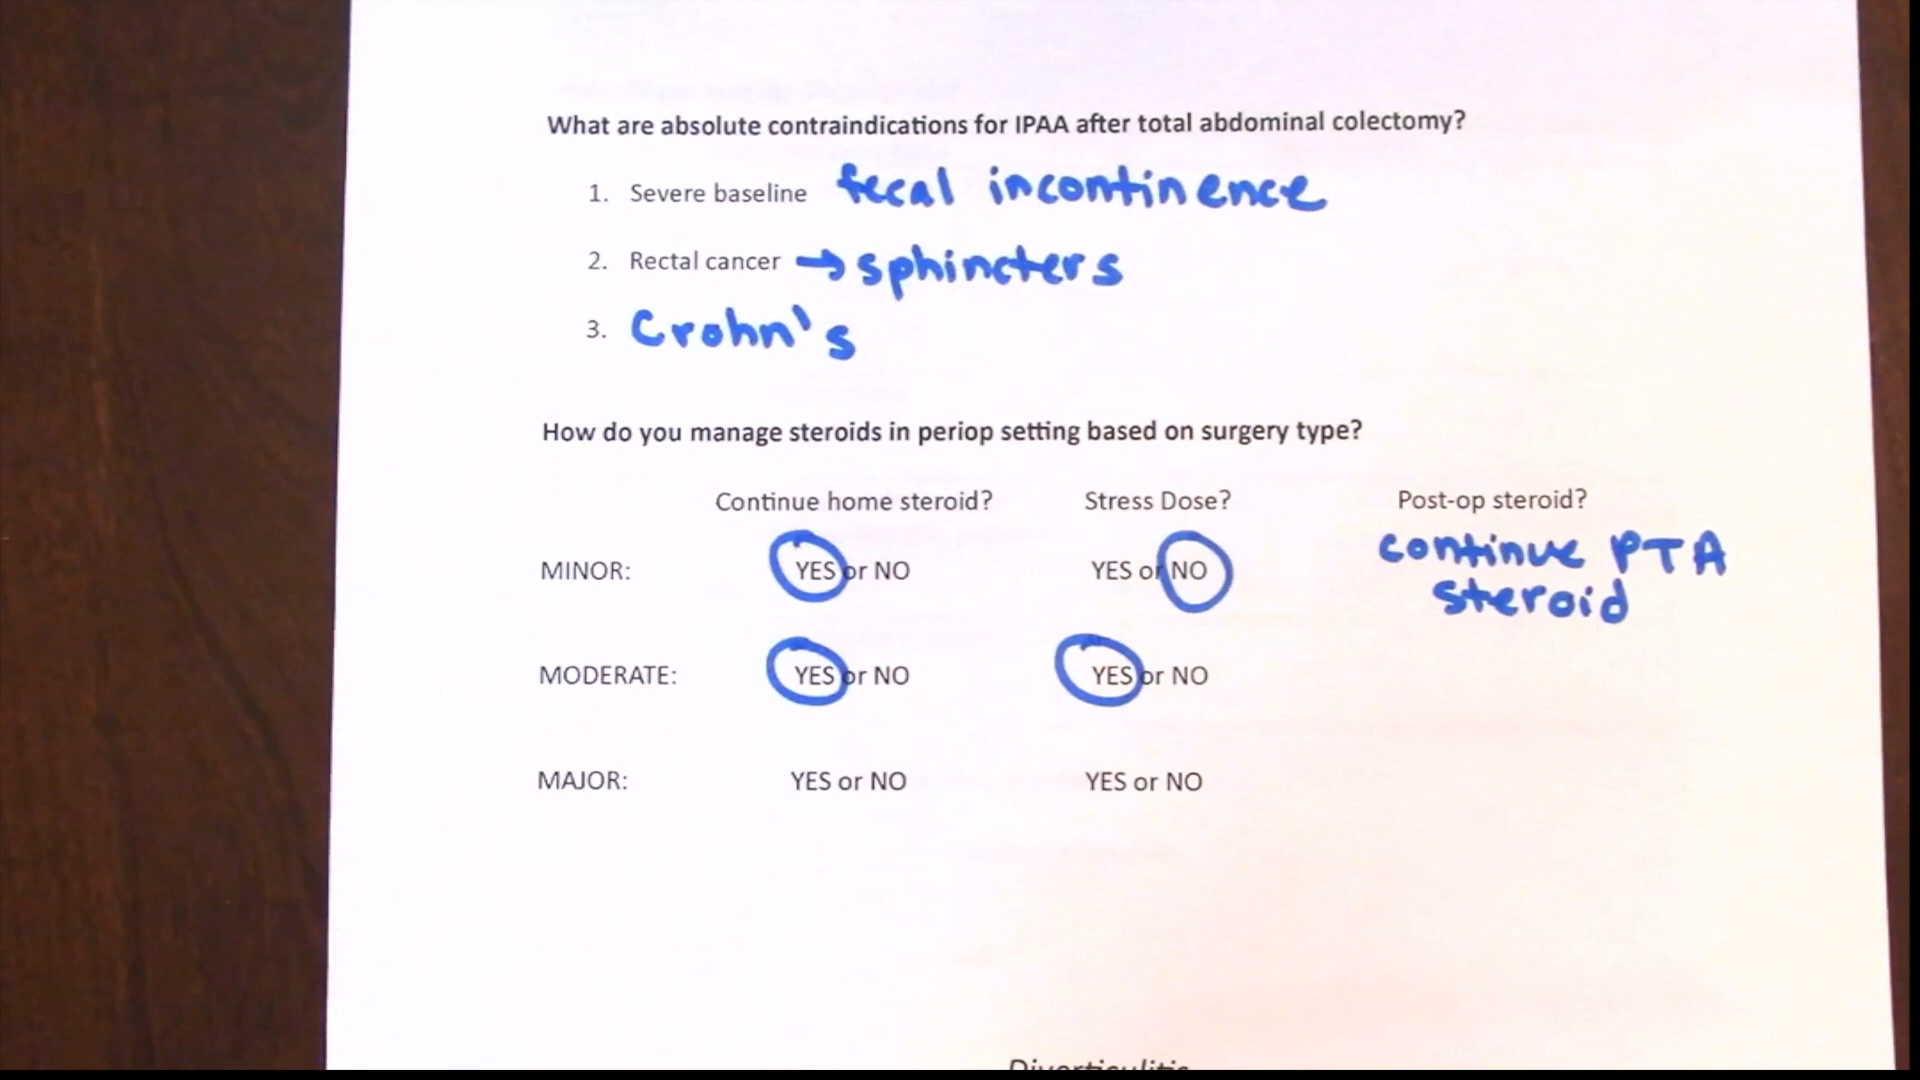 What are absolute contraindications for IPAA after total abdominal colectomy?
1. Severe baseline fecal incontinence
2. Rectal cancer → sphincters
3. Crohn's
How do you manage steroids in periop setting based on surgery type?
Continue home steroid? Stress Dose? Post-op steroid?
MINOR: YES or NO YES or NO continue PTA
steroid
MODERATE: YES or NO YES or NO
MAJOR: YES or NO YES or NO
Diverticulitis